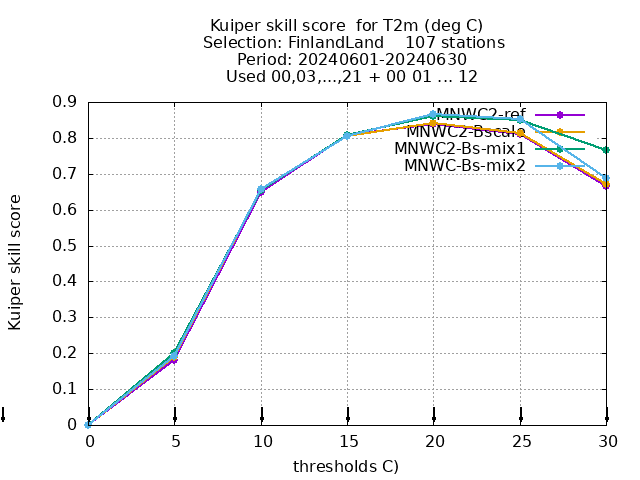 Kuiper skill score  for T2m (deg C)
Selection: FinlandLand    107 stations
Period: 20240601-20240630
Used 00,03,...,21 + 00 01 ... 12
Kuiper skill score
0.9
0.8
0.7
0.6
0.5
0.4
0.3
0.2
0.1
0
MNWC2-ref
MNWC2-Bscale
MNWC2-Bs-mix1
MNWC-Bs-mix2
0 5 10 15 20 25 30
thresholds C)